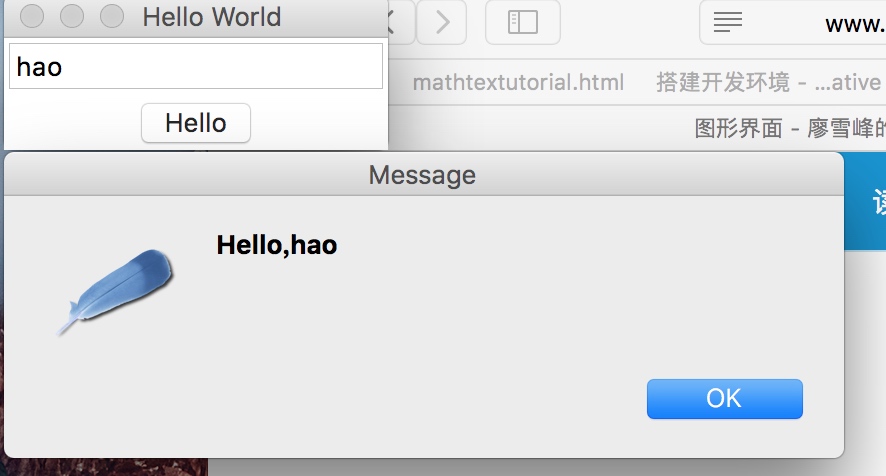 Hello World
hao
Hello
www.
mathtextutorial.html
搭建开发环境 - ...ative
图形界面 - 廖雪峰的
Message
Hello,hao
OK